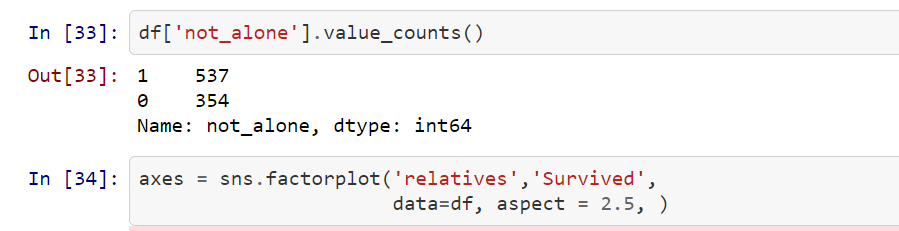 In [33]: df['not_alone'].value_counts()
Out[33]: 1    537
0    354
Name: not_alone, dtype: int64
In [34]: axes = sns.factorplot('relatives','Survived',
data=df, aspect = 2.5, )